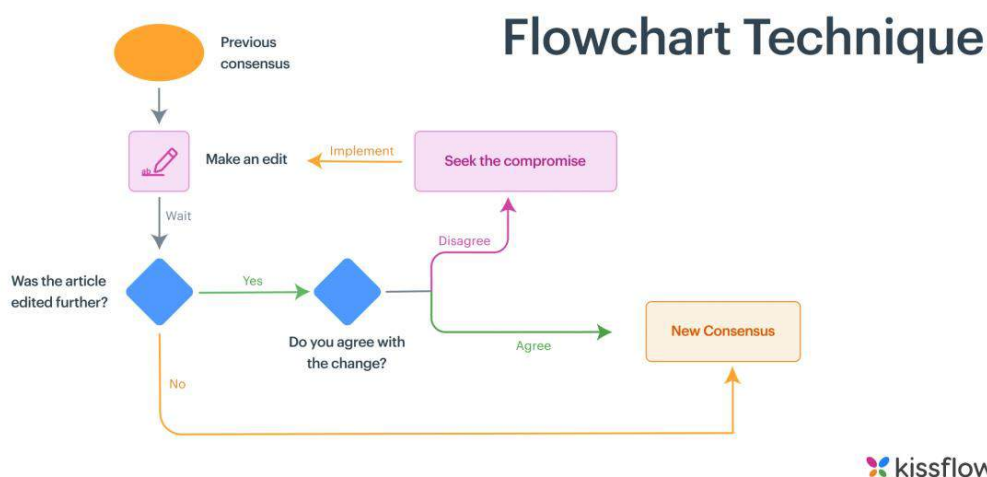 Flowchart Technique
Previous
consensus
Make an edit
Implement
Seek the compromise
ab
Wait
Disagree
Was the article
edited further?
Yes
Do you agree with
the change?
Agree
New Consensus
No
kissflow